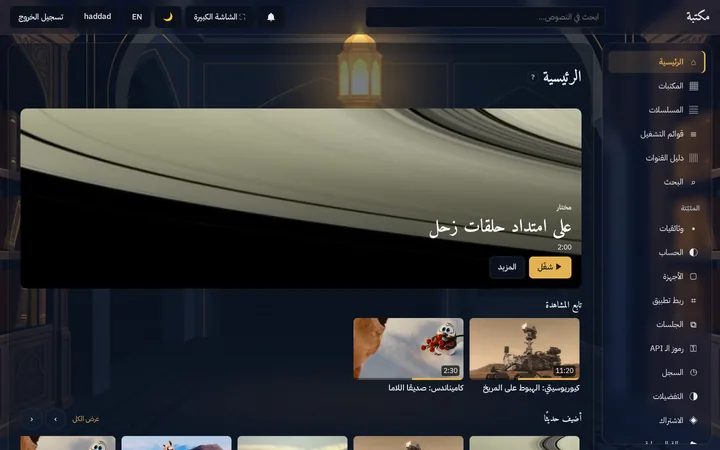 مكتبة
ابحث في النصوص...
الشاشة الكبيرة
EN
haddad
تسجيل الخروج
الرئيسية
المكتبات
المسلسلات
قوائم التشغيل
دليل القنوات
البحث
المثبّتة
وثائقيات
الحساب
الأجهزة
ربط تطبيق
الجلسات
رموز الـ API
السجل
التفضيلات
الاشتراك
الرئيسية ?
مختار
على امتداد حلقات زحل
2:00
شغّل
المزيد
تابع المشاهدة
11:20
كيوريوسيتي: الهبوط على المريخ
2:30
كاميناندس: صديقنا اللاما
أضيف حديثًا
عرض الكل